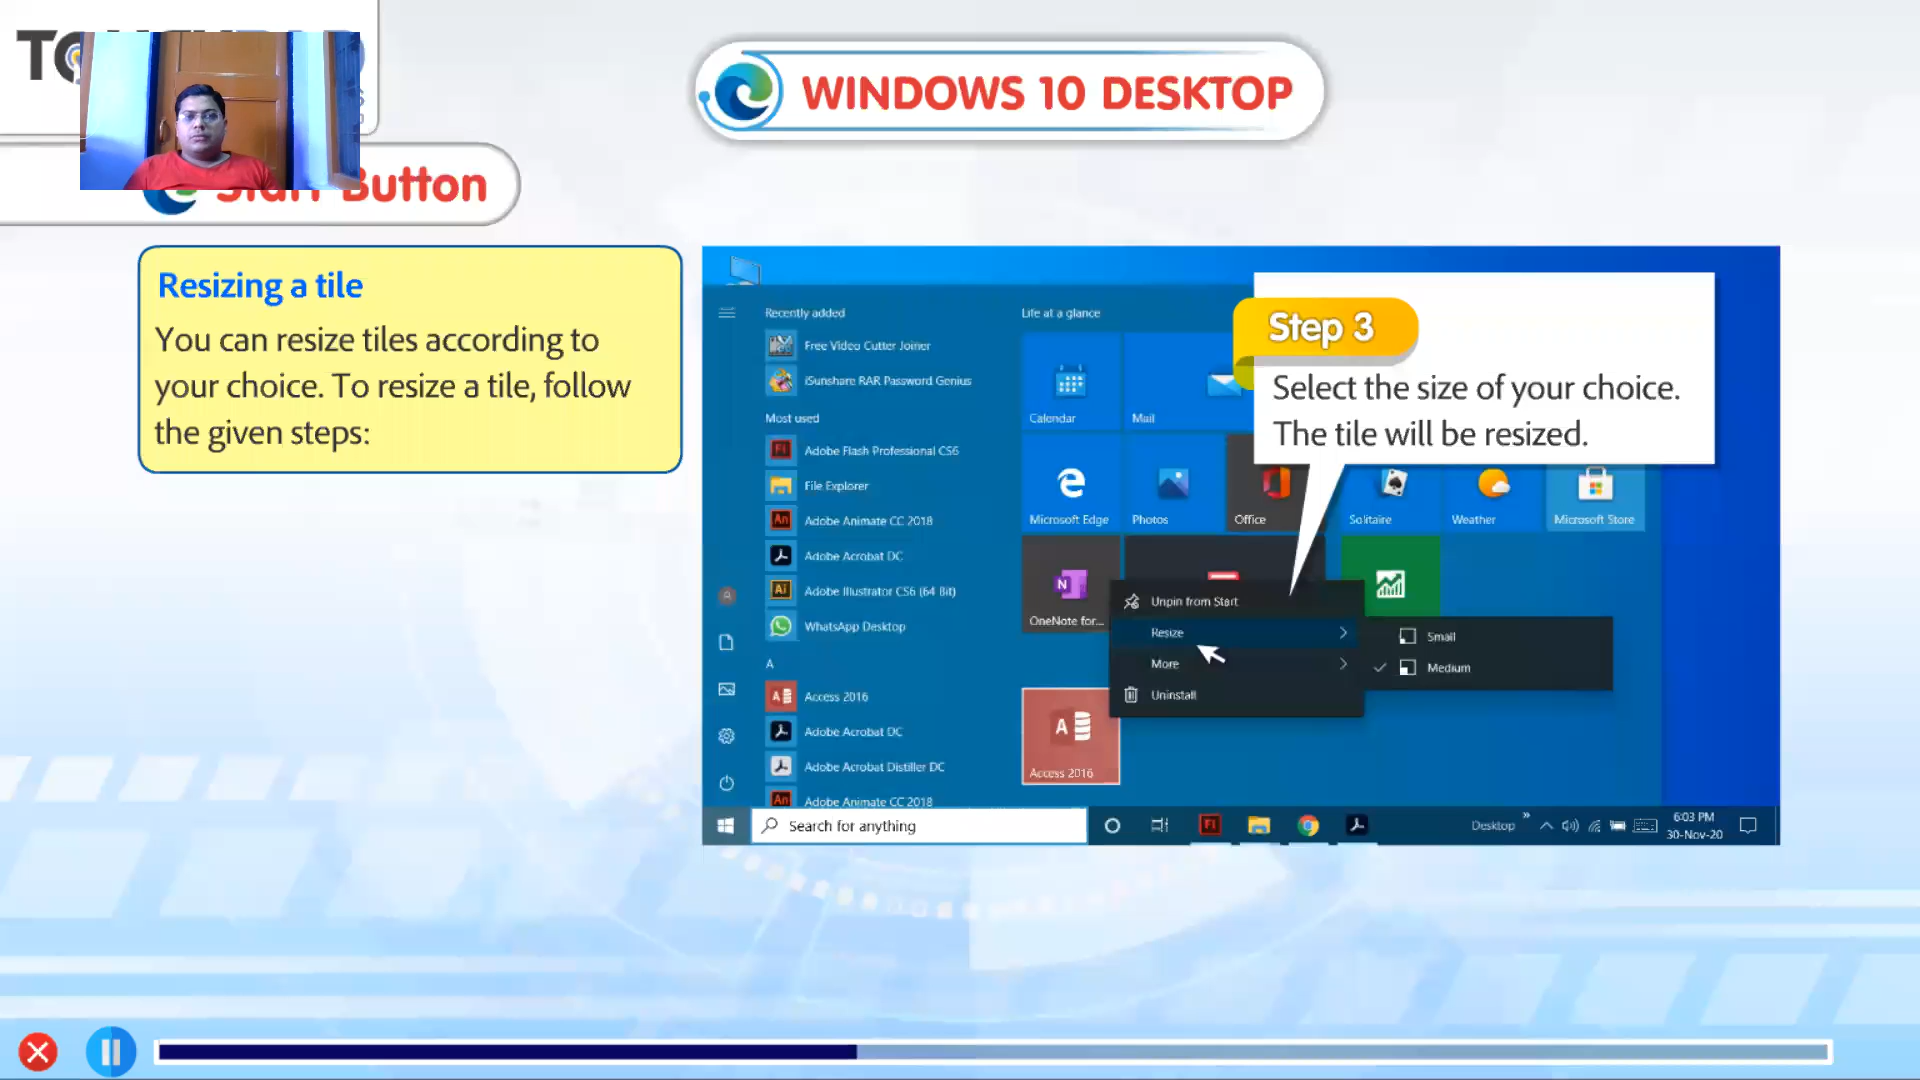 WINDOWS 10 DESKTOP
Start Button
Resizing a tile
You can resize tiles according to
your choice. To resize a tile, follow
the given steps:
Step 3
Select the size of your choice.
The tile will be resized.
Recently added
Free Video Cutter Joiner
iSunshare RAR Password Genius
Most used
Adobe Flash Professional CS6
File Explorer
Adobe Animate CC 2018
Adobe Acrobat DC
Adobe Illustrator CS6 (64 Bit)
WhatsApp Desktop
A
Access 2016
Adobe Acrobat DC
Adobe Acrobat Distiller DC
Adobe Animate CC 2018
Life at a glance
Calendar
Mail
Microsoft Edge
Photos
Office
Solitaire
Weather
Microsoft Store
OneNote for...
Unpin from Start
Resize
More
Uninstall
Small
Medium
Access 2016
Search for anything
Desktop
6:03 PM
30-Nov-20